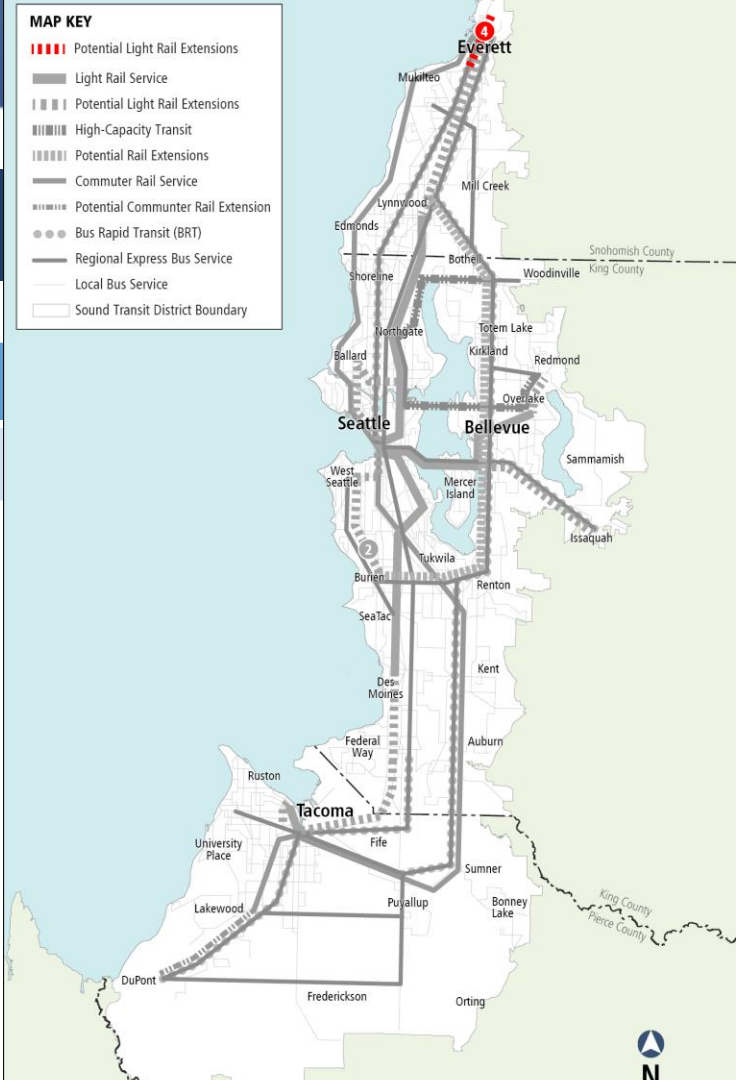 MAP KEY
Potential Light Rail Extensions
Light Rail Service
Potential Light Rail Extensions
High-Capacity Transit
Potential Rail Extensions
Commuter Rail Service
Potential Communter Rail Extension
Bus Rapid Transit (BRT)
Regional Express Bus Service
Local Bus Service
Sound Transit District Boundary
4
Everett
Mukilteo
Mill Creek
Lynnwood
Edmonds
Snohomish County
Bothell
King County
Shoreline
Woodinville
Northgate
Totem Lake
Ballard
Kirkland
Redmond
Overlake
Seattle
Bellevue
Sammamish
West
Seattle
Mercer
Island
Issaquah
2
Tukwila
Burien
Renton
SeaTac
Kent
Des
Moines
Federal
Way
Auburn
Ruston
Tacoma
University
Place
Fife
Sumner
King County
Pierce County
Lakewood
Puyallup
Bonney
Lake
DuPont
Frederickson
Orting
N